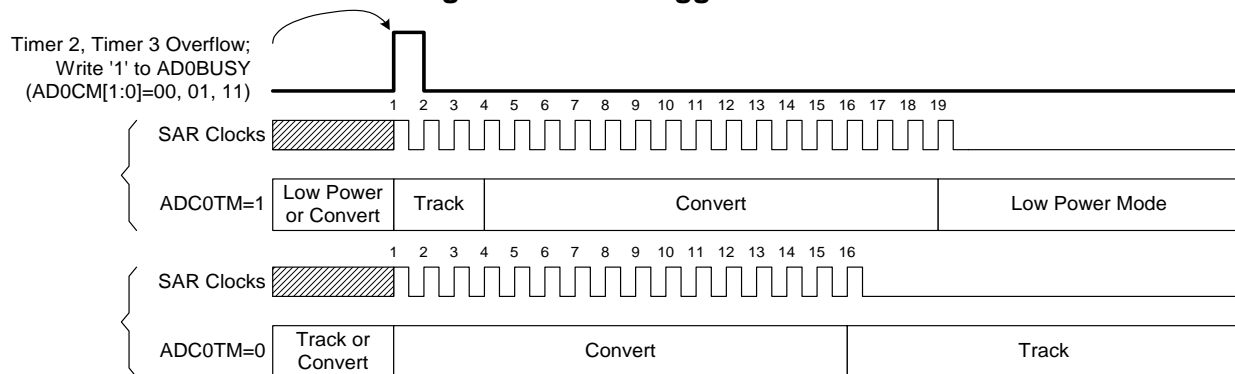 Timer 2, Timer 3 Overflow;
Write '1' to AD0BUSY
(AD0CM[1:0]=00, 01, 11)
1 2 3 4 5 6 7 8 9 10 11 12 13 14 15 16 17 18 19
SAR Clocks
ADC0TM=1
Low Power
or Convert
Track
Convert
Low Power Mode
1 2 3 4 5 6 7 8 9 10 11 12 13 14 15 16
SAR Clocks
ADC0TM=0
Track or
Convert
Convert
Track